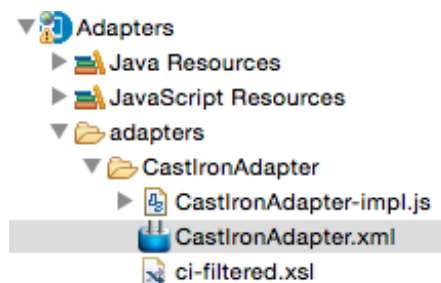 Adapters
Java Resources
JavaScript Resources
adapters
CastIronAdapter
CastIronAdapter-impl.js
CastIronAdapter.xml
ci-filtered.xsl